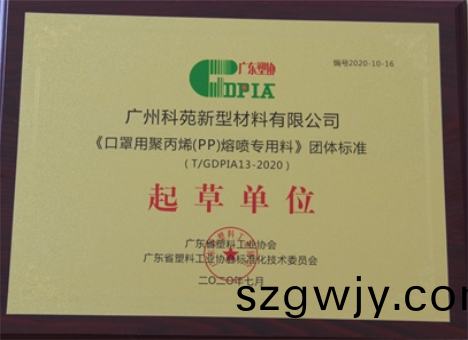 广东塑协
GDPIA
编号2020-10-16
广州科苑新型材料有限公司
《口罩用聚丙烯(PP)熔喷专用料》团体标准
(T/GDPIA13-2020)
起草单位
广东省塑料工业协会
广东省塑料工业协会标准化技术委员会
二〇二〇年七月
szgwjy.com